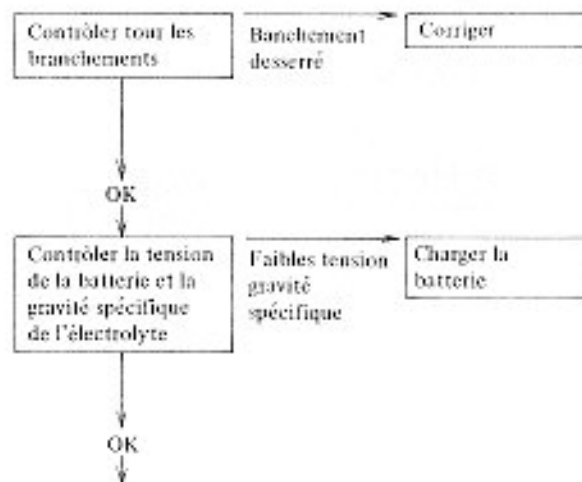 Contrôler tour les
branchements
Banchement
desserré
Corriger
OK
Contrôler la tension
de la batterie et la
gravité spécifique
de l'électrolyte
Faibles tension
gravité
spécifique
Charger la
batterie
OK